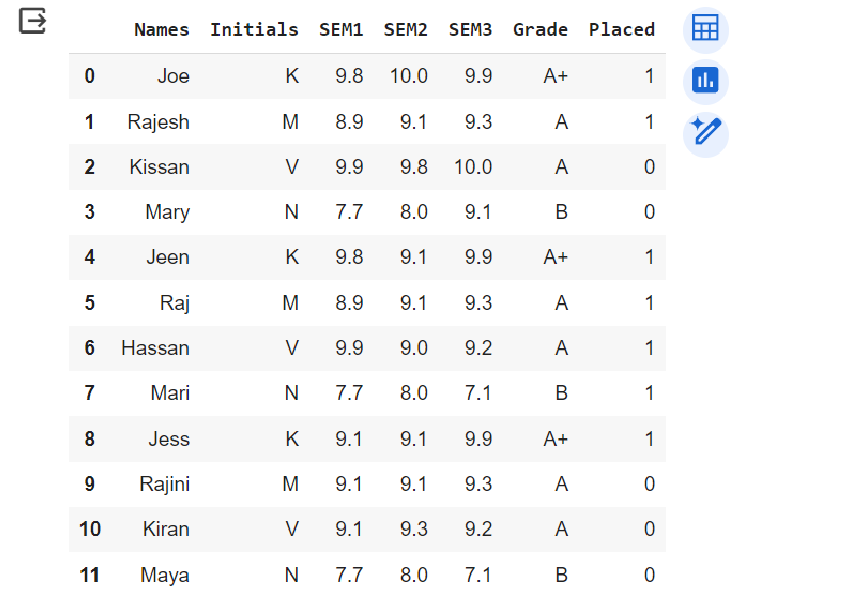 Names Initials SEM1 SEM2 SEM3 Grade Placed
0 Joe K 9.8 10.0 9.9 A+ 1
1 Rajesh M 8.9 9.1 9.3 A 1
2 Kissan V 9.9 9.8 10.0 A 0
3 Mary N 7.7 8.0 9.1 B 0
4 Jeen K 9.8 9.1 9.9 A+ 1
5 Raj M 8.9 9.1 9.3 A 1
6 Hassan V 9.9 9.0 9.2 A 1
7 Mari N 7.7 8.0 7.1 B 1
8 Jess K 9.1 9.1 9.9 A+ 1
9 Rajini M 9.1 9.1 9.3 A 0
10 Kiran V 9.1 9.3 9.2 A 0
11 Maya N 7.7 8.0 7.1 B 0